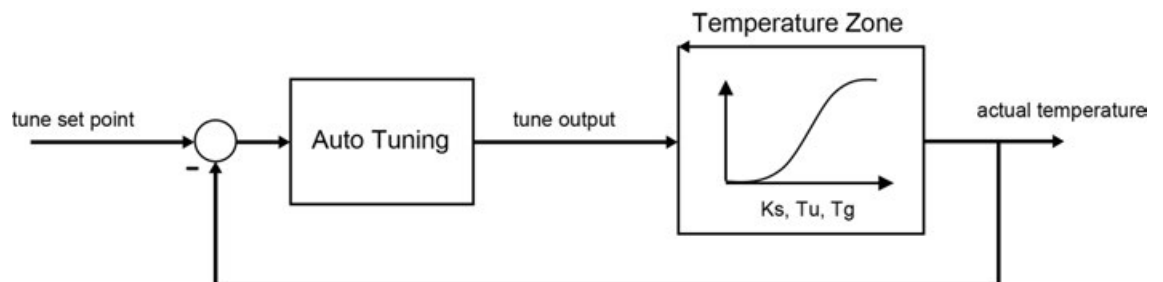 Temperature Zone
tune set point
Auto Tuning
tune output
actual temperature
-
Ks, Tu, Tg